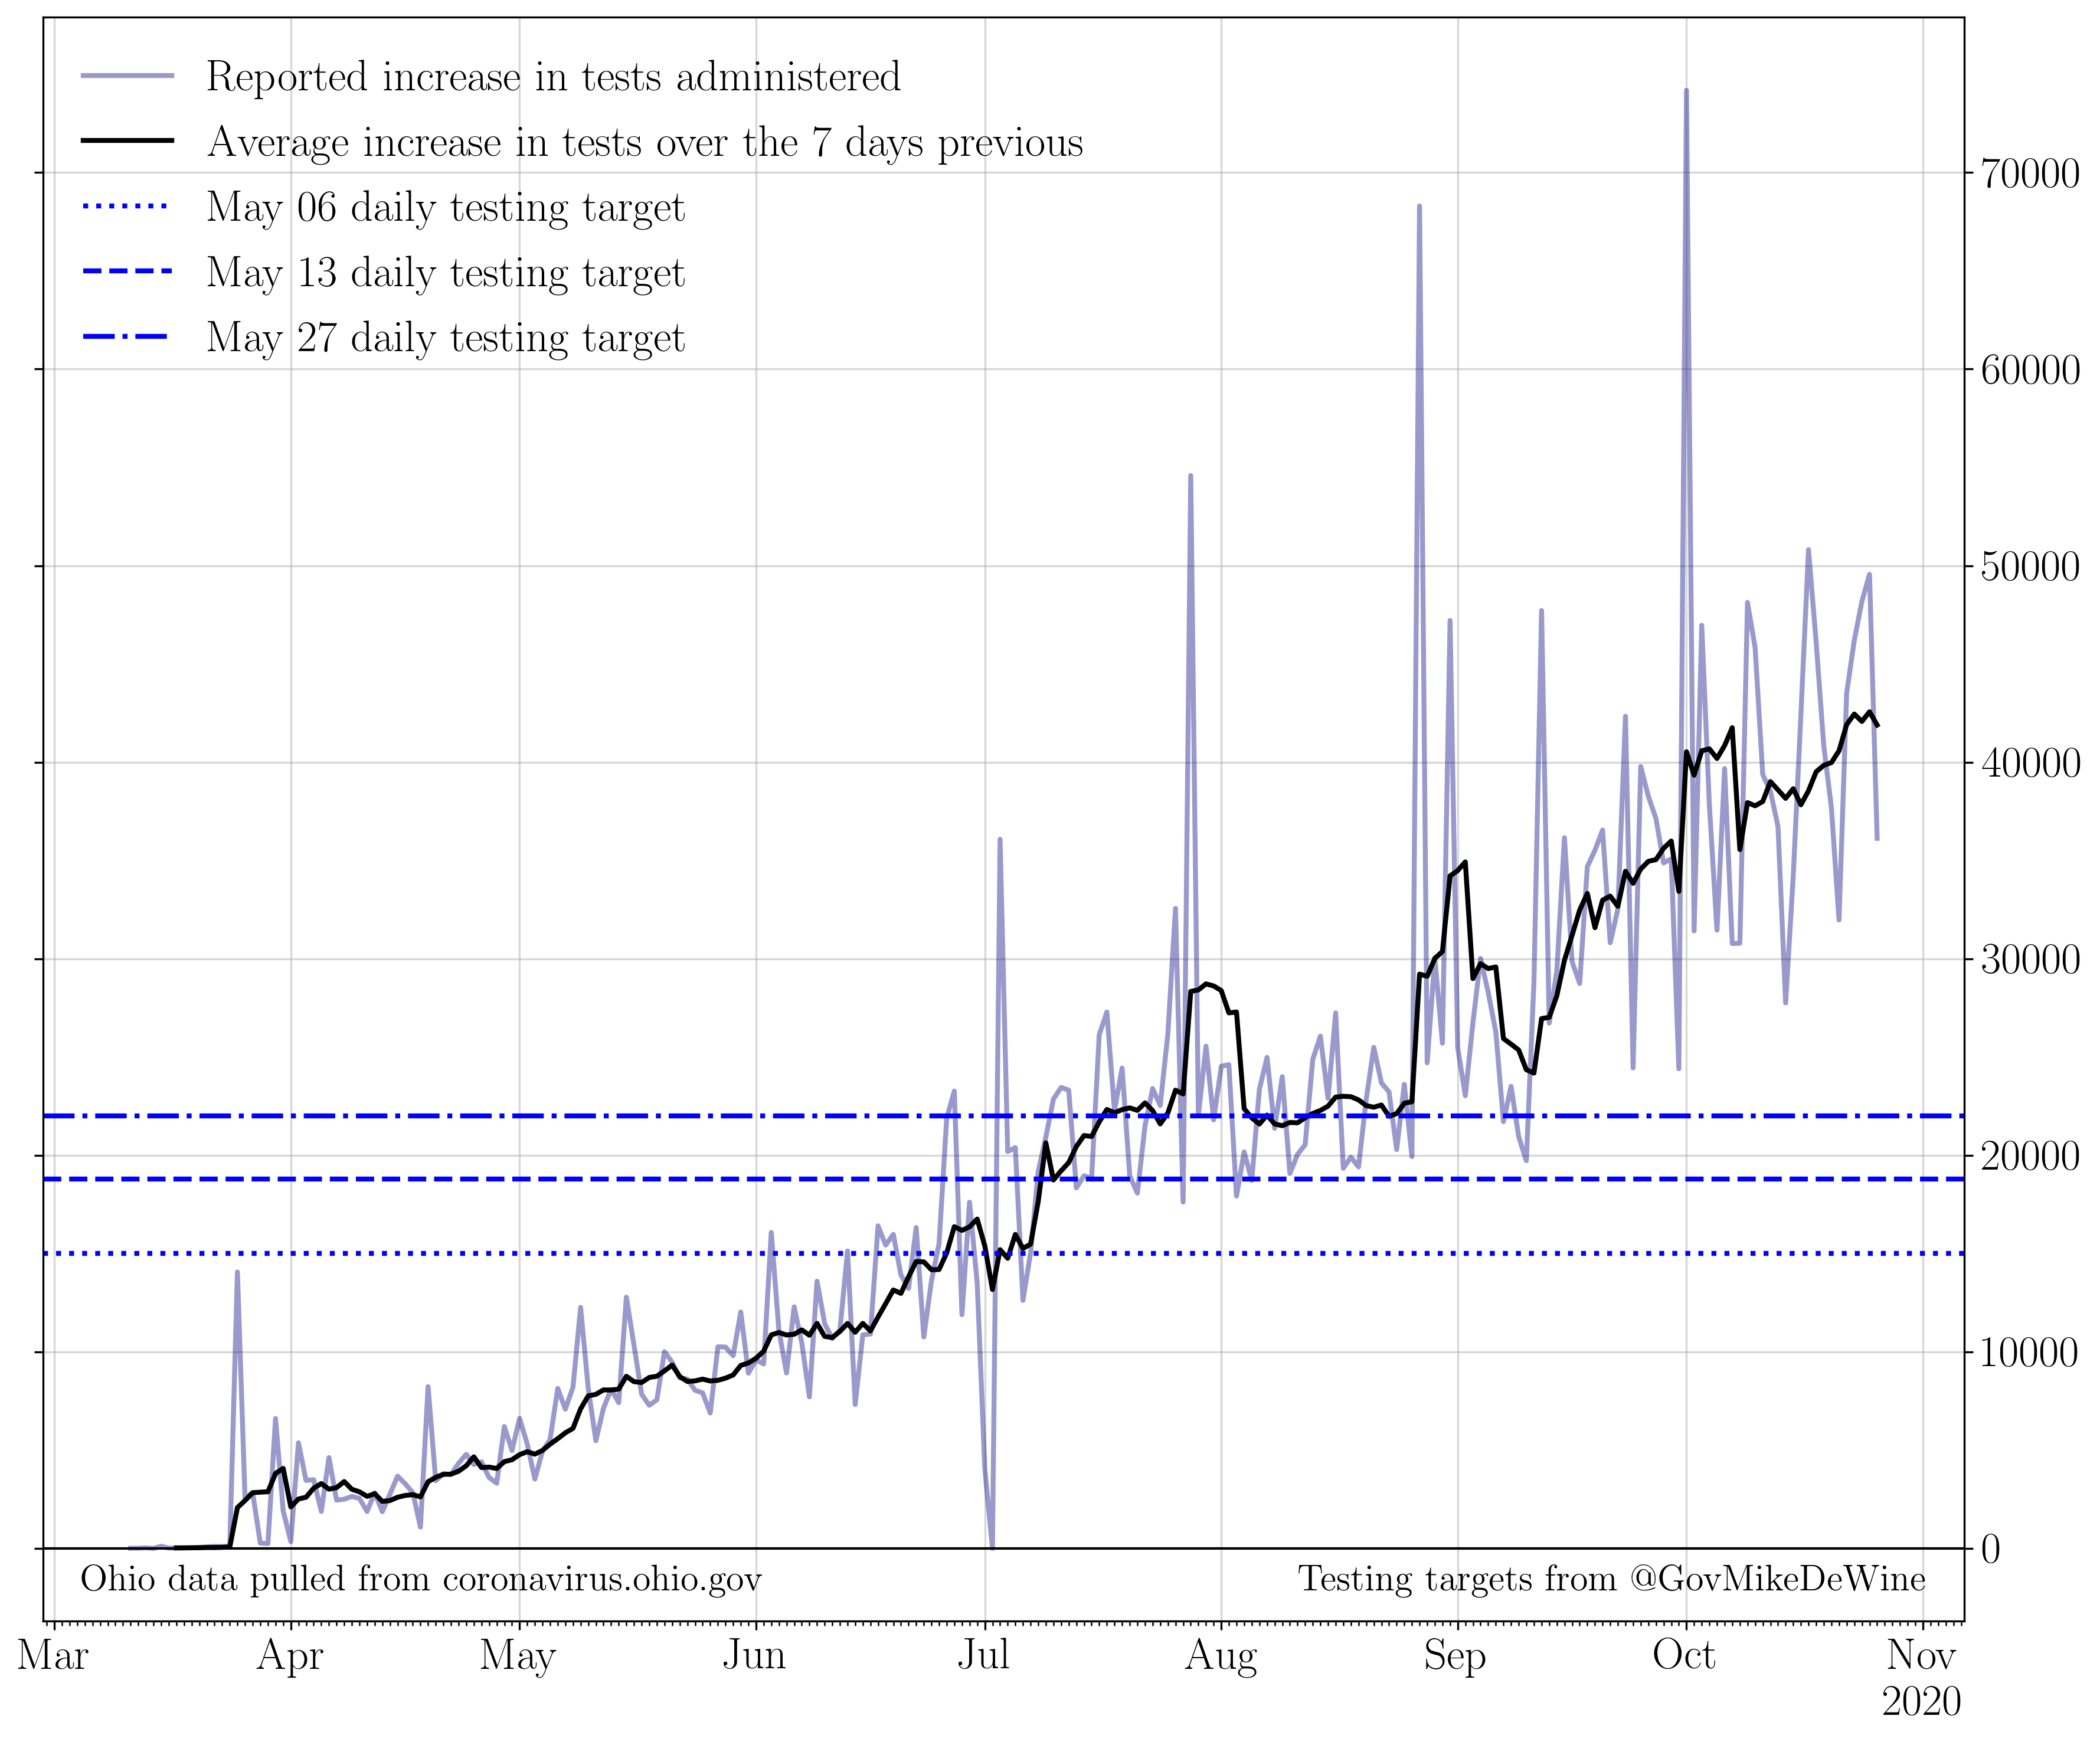 Reported increase in tests administered
Average increase in tests over the 7 days previous
May 06 daily testing target
May 13 daily testing target
May 27 daily testing target
70000
60000
50000
40000
30000
20000
10000
0
Ohio data pulled from coronavirus.ohio.gov
Testing targets from @GovMikeDeWine
Mar Apr May Jun Jul Aug Sep Oct Nov
2020